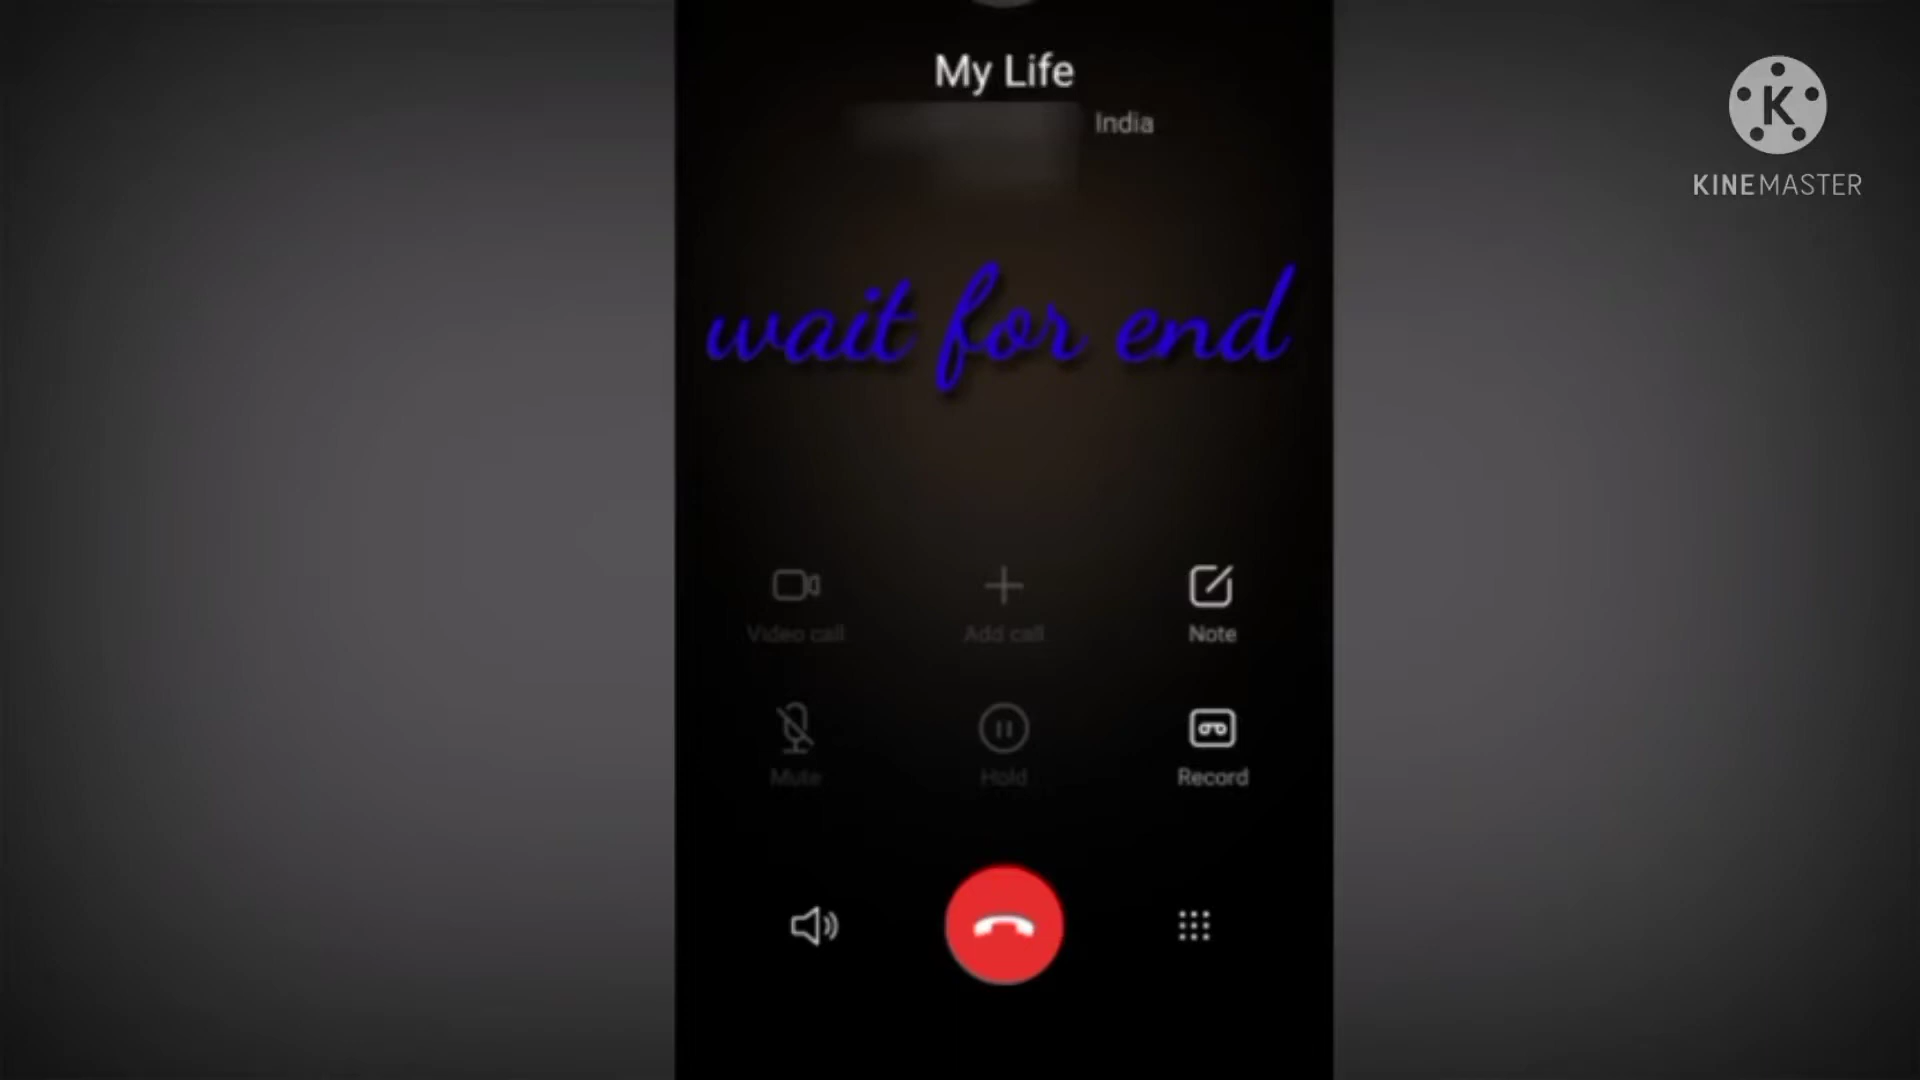 My Life
India
K
KINEMASTER
wait for end
Video call
Add call
Note
Mute
Hold
Record